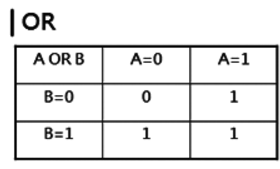 OR
A OR B A=0 A=1
B=0 0 1
B=1 1 1